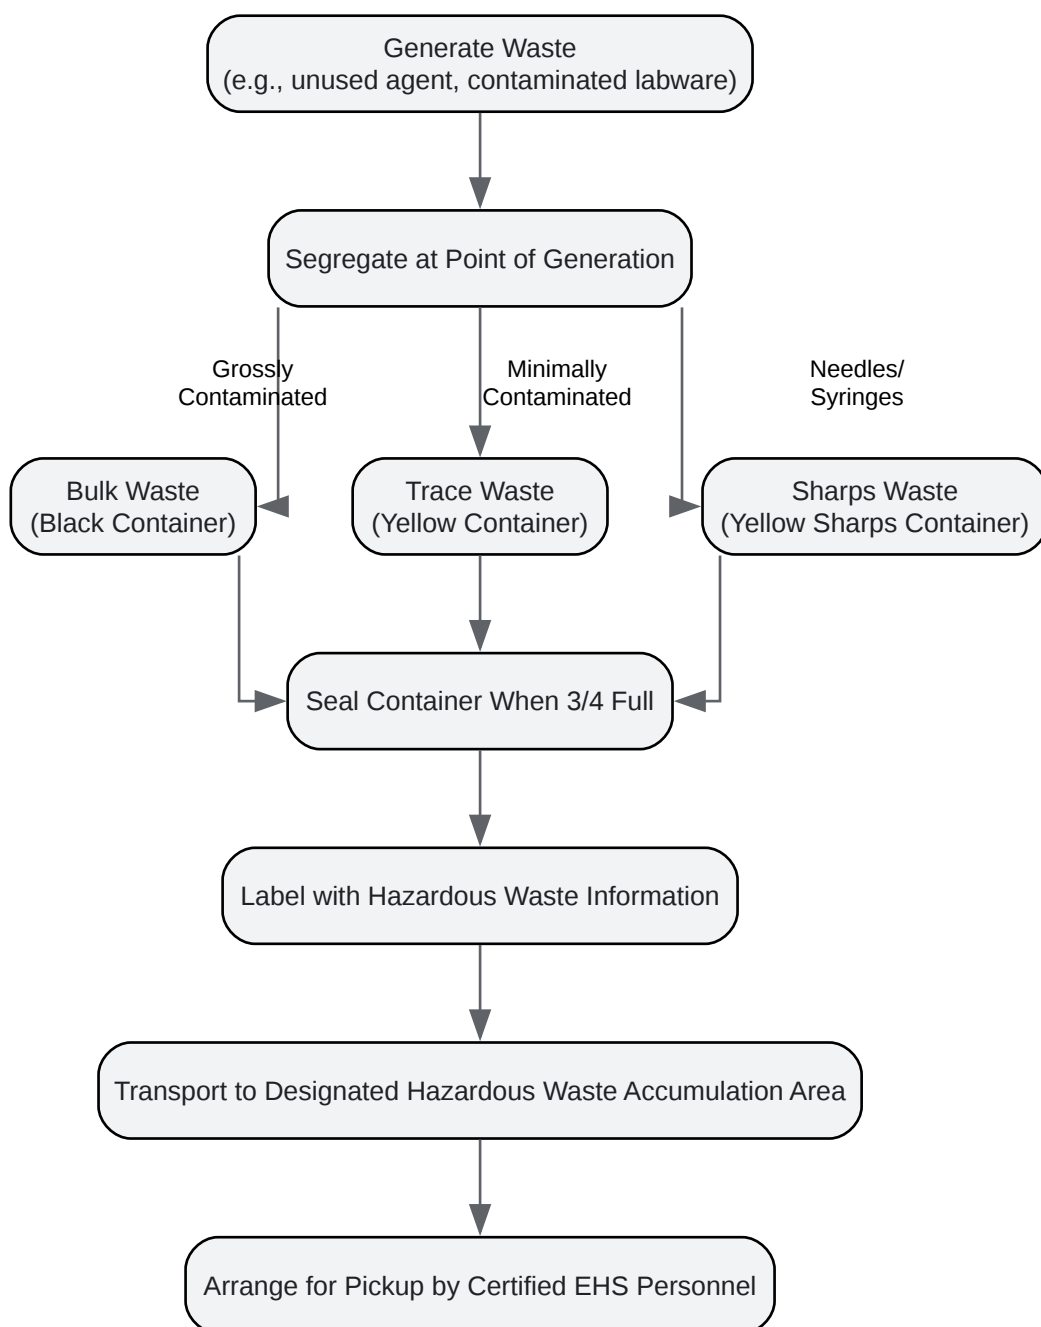 Generate Waste
(e.g., unused agent, contaminated labware)
Segregate at Point of Generation
Grossly
Contaminated
Minimally
Contaminated
Needles/
Syringes
Bulk Waste
(Black Container)
Trace Waste
(Yellow Container)
Sharps Waste
(Yellow Sharps Container)
Seal Container When 3/4 Full
Label with Hazardous Waste Information
Transport to Designated Hazardous Waste Accumulation Area
Arrange for Pickup by Certified EHS Personnel